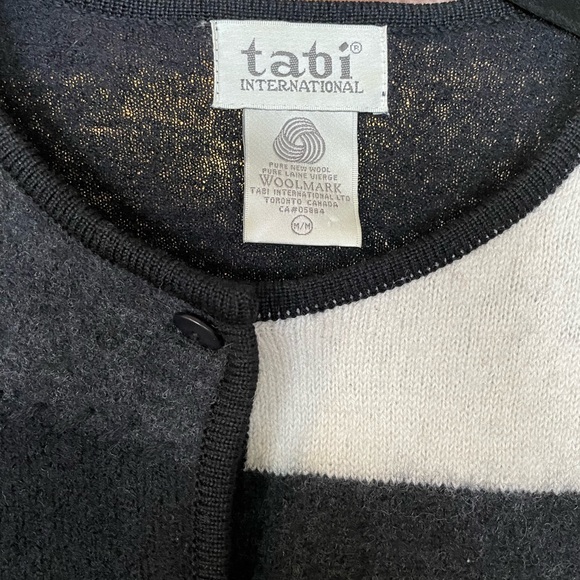 tabi®
INTERNATIONAL
PURE NEW WOOL
PURE LAINE VIERGE
WOOLMARK
TABI INTERNATIONAL LTD
TORONTO CANADA
CA#05884
M/M